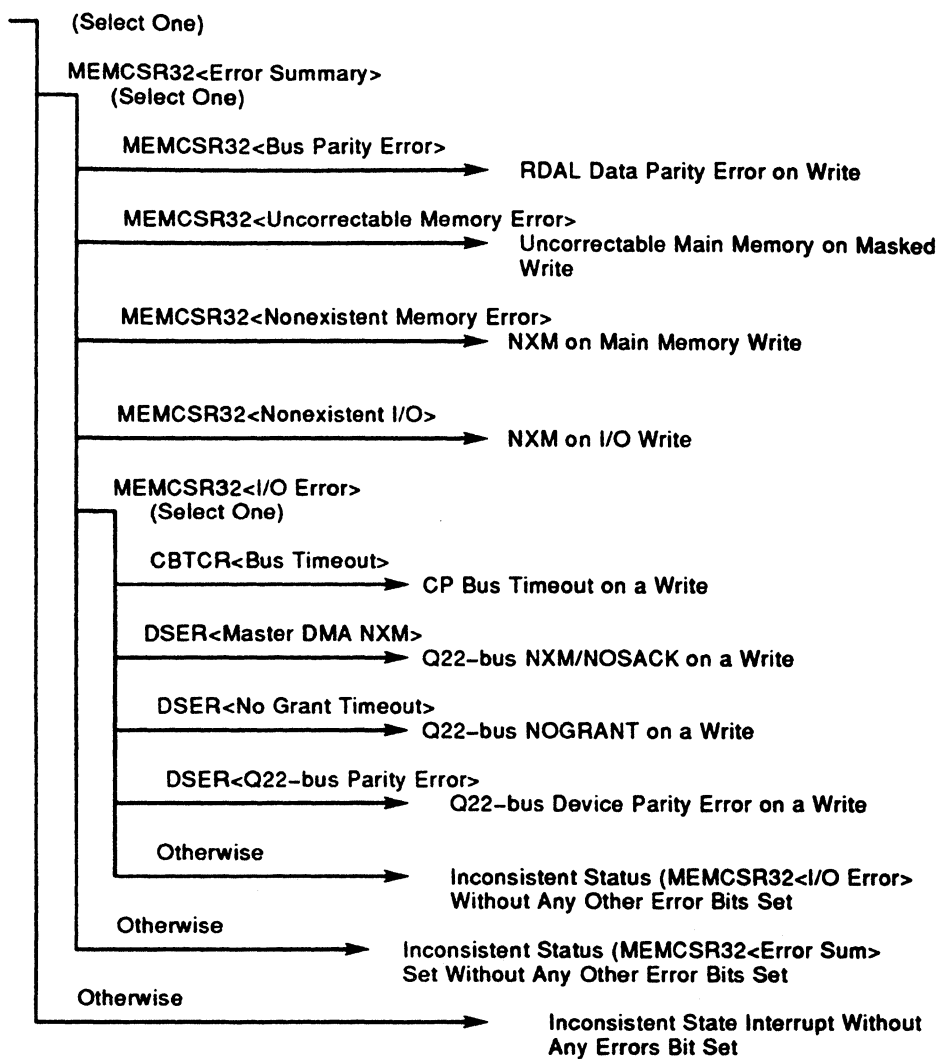 (Select One)
MEMCSR32<Error Summary>
(Select One)
MEMCSR32<Bus Parity Error>
RDAL Data Parity Error on Write
MEMCSR32<Uncorrectable Memory Error>
Uncorrectable Main Memory on Masked
Write
MEMCSR32<Nonexistent Memory Error>
NXM on Main Memory Write
MEMCSR32<Nonexistent I/O>
NXM on I/O Write
MEMCSR32<I/O Error>
(Select One)
CBTCR<Bus Timeout>
CP Bus Timeout on a Write
DSER<Master DMA NXM>
Q22-bus NXM/NOSACK on a Write
DSER<No Grant Timeout>
Q22-bus NOGRANT on a Write
DSER<Q22-bus Parity Error>
Q22-bus Device Parity Error on a Write
Otherwise
Inconsistent Status (MEMCSR32<I/O Error>
Without Any Other Error Bits Set
Otherwise
Inconsistent Status (MEMCSR32<Error Sum>
Set Without Any Other Error Bits Set
Otherwise
Inconsistent State Interrupt Without
Any Errors Bit Set